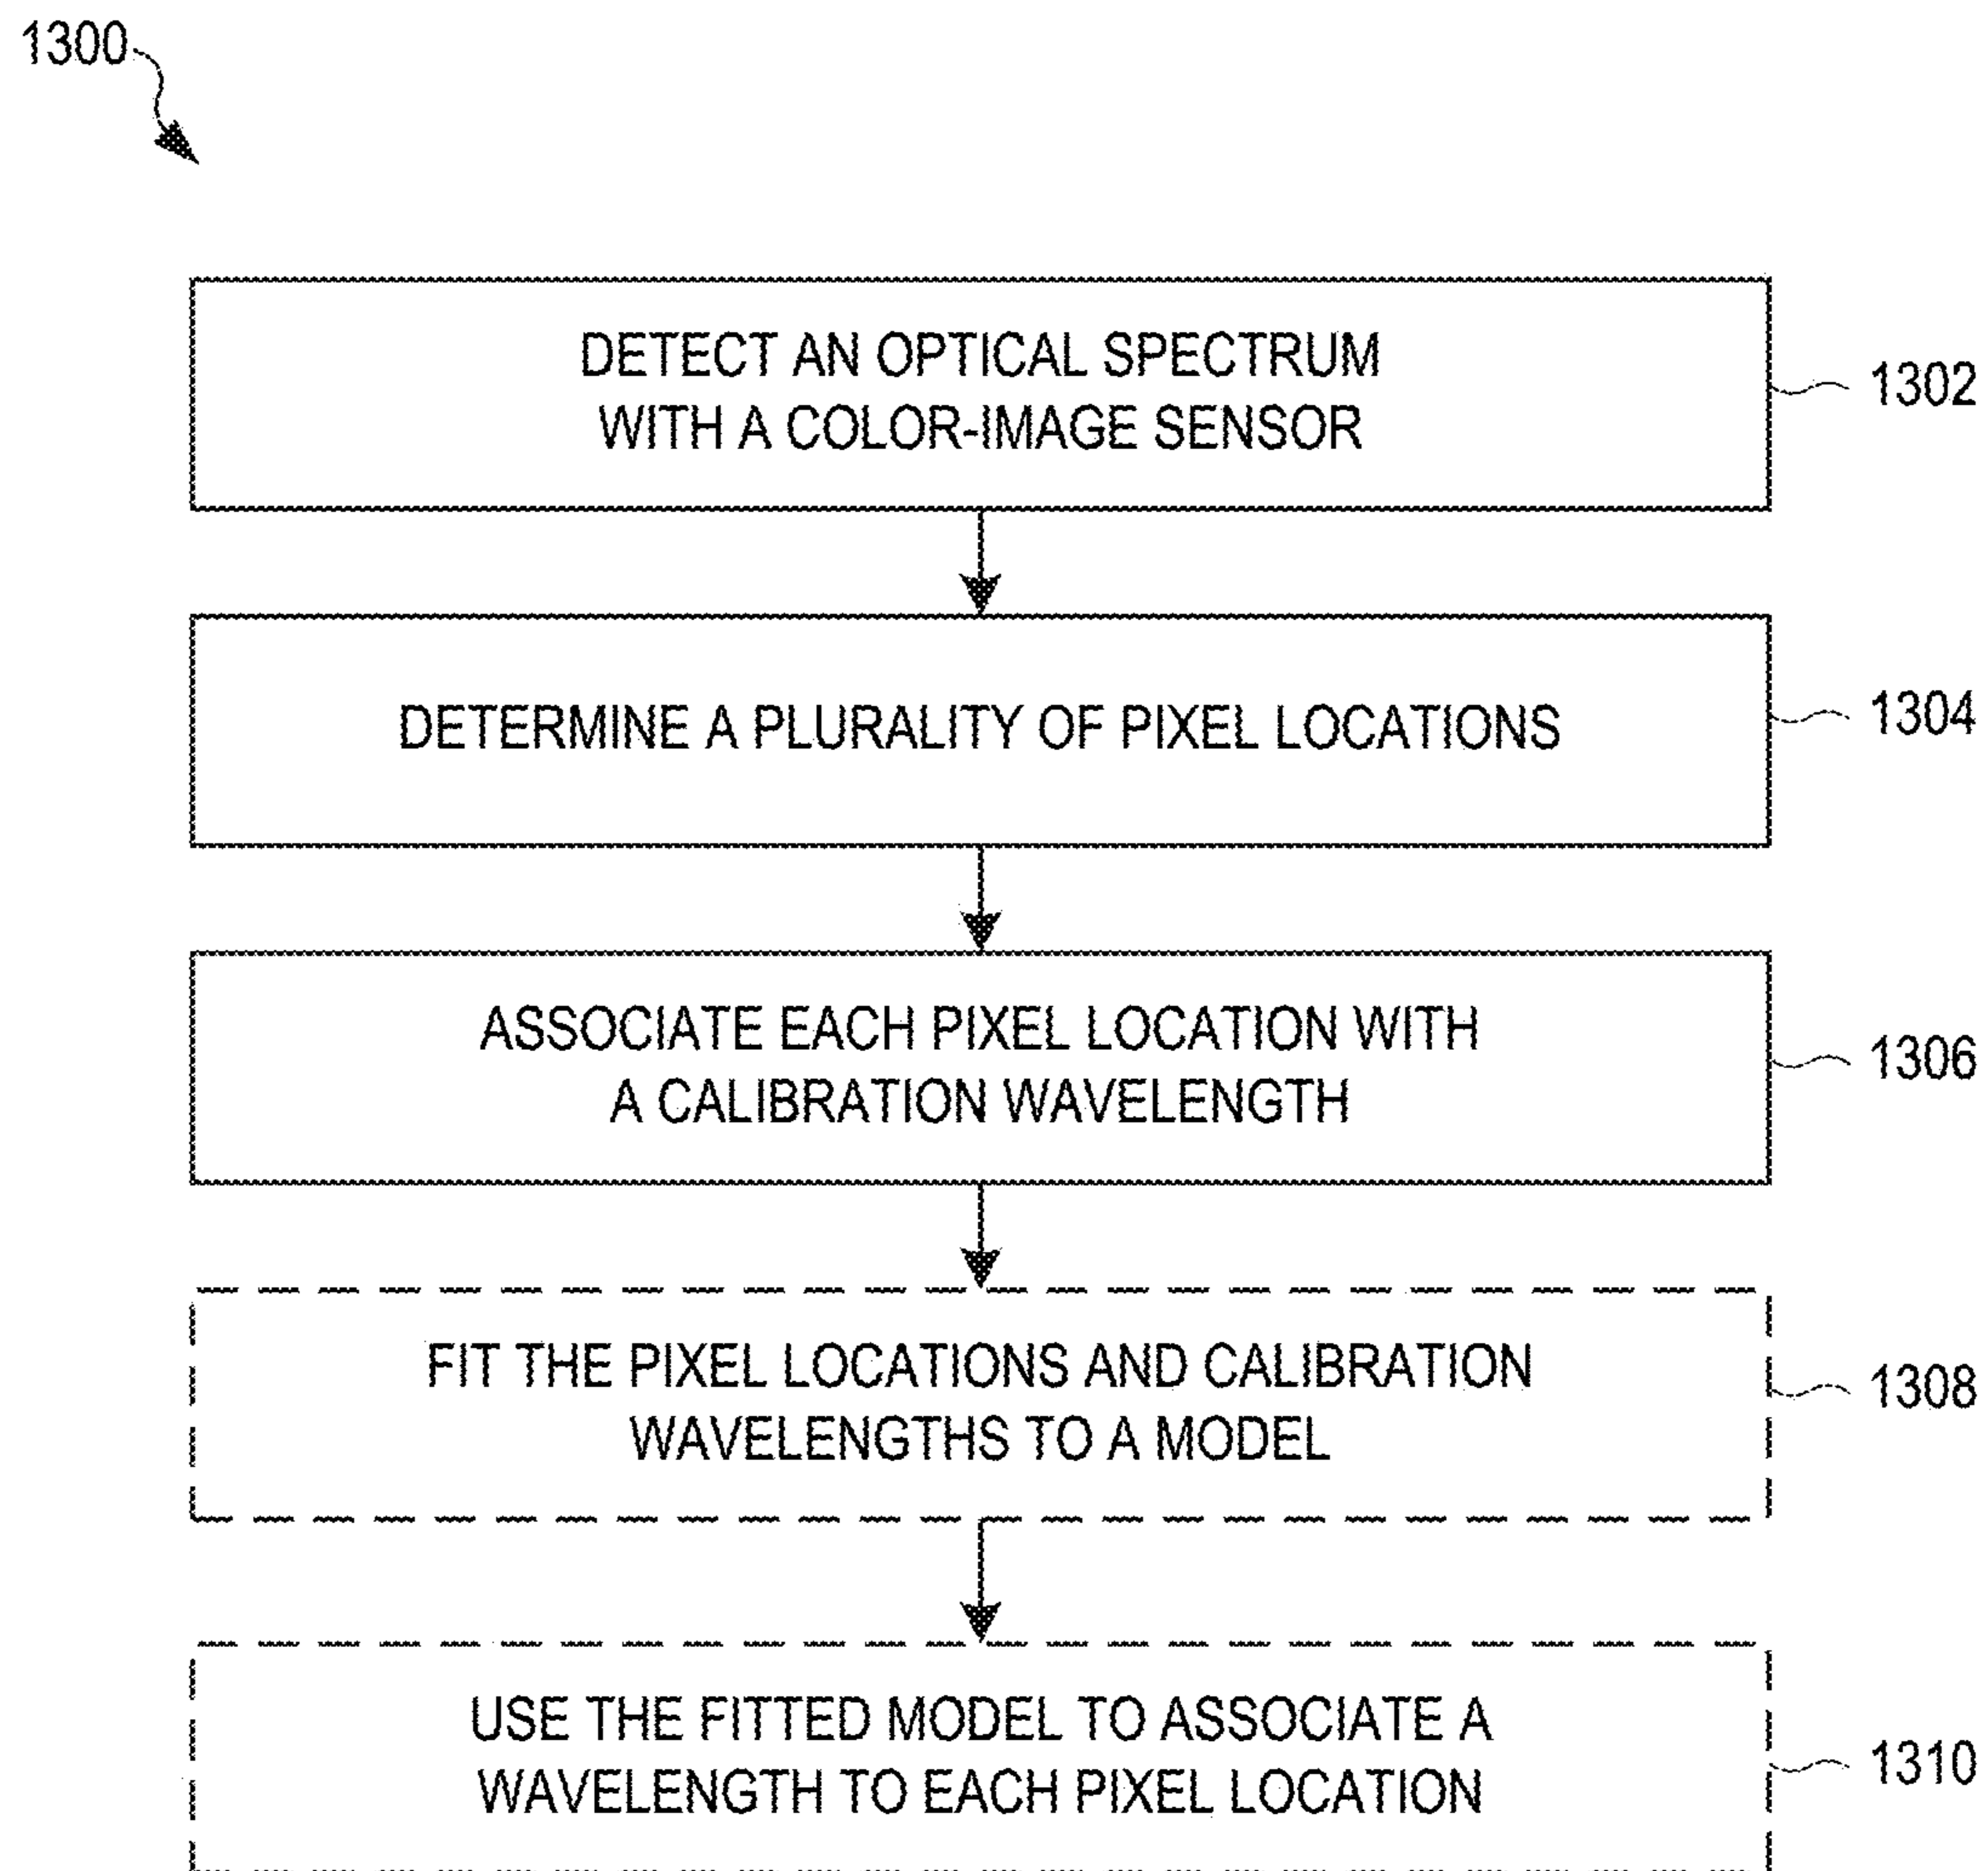 1300
DETECT AN OPTICAL SPECTRUM
WITH A COLOR-IMAGE SENSOR
1302
DETERMINE A PLURALITY OF PIXEL LOCATIONS
1304
ASSOCIATE EACH PIXEL LOCATION WITH
A CALIBRATION WAVELENGTH
1306
FIT THE PIXEL LOCATIONS AND CALIBRATION
WAVELENGTHS TO A MODEL
1308
USE THE FITTED MODEL TO ASSOCIATE A
WAVELENGTH TO EACH PIXEL LOCATION
1310